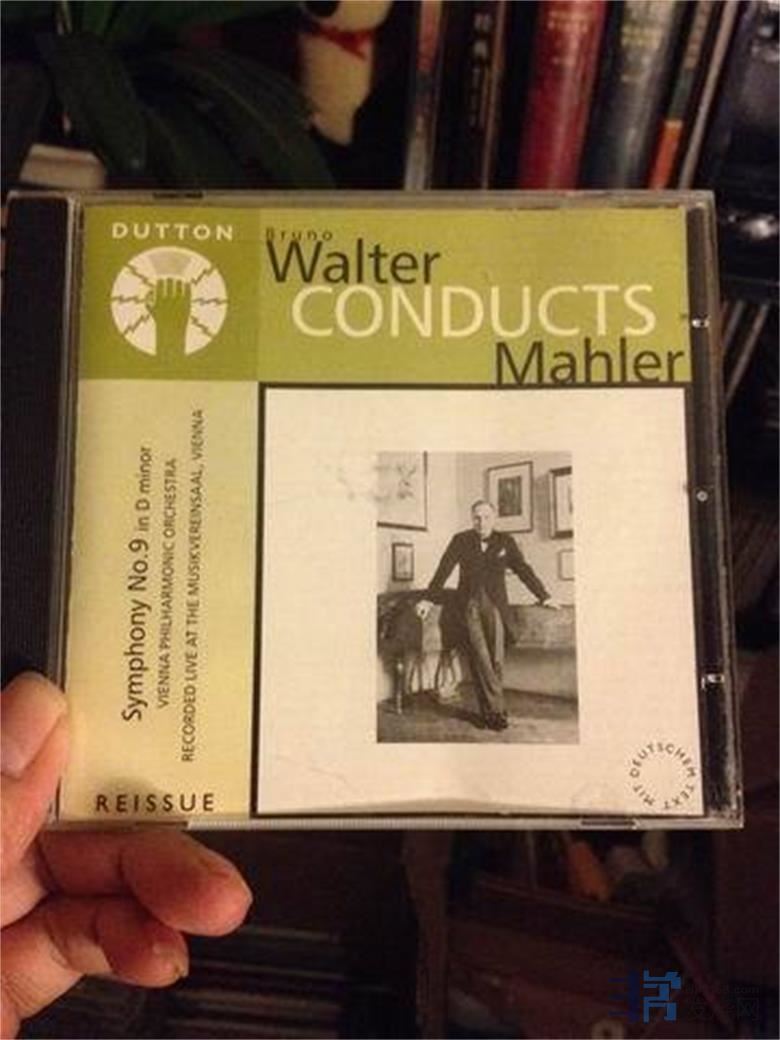 DUTTON
Bruno
Walter
CONDUCTS
Mahler
Symphony No.9 in D minor
VIENNA PHILHARMONIC ORCHESTRA
RECORDED LIVE AT THE MUSIKVEREINSAAL, VIENNA
REISSUE
MIT DEUTSCHEM TEXT